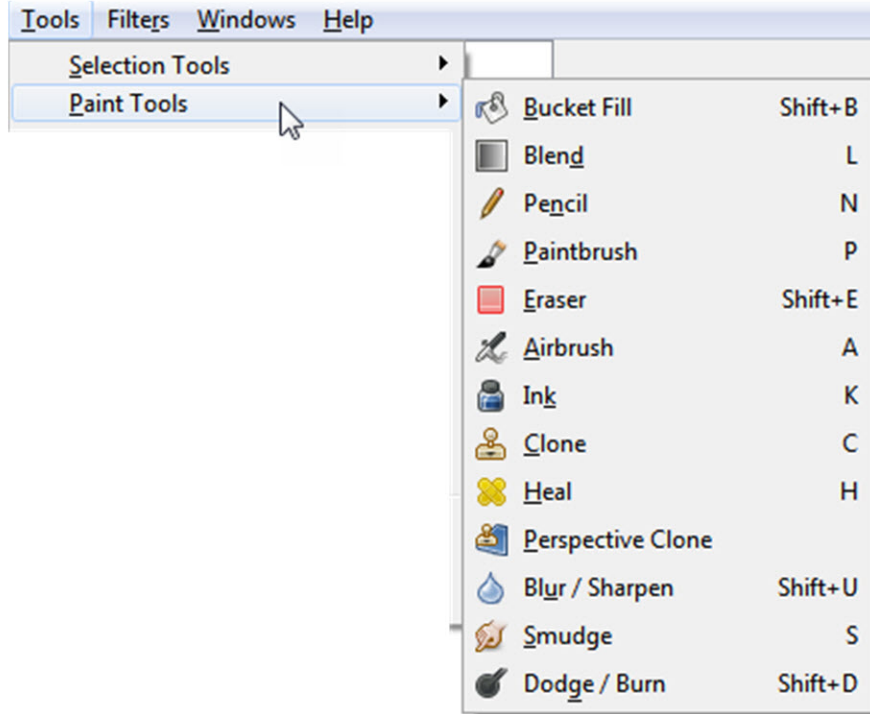 Tools Filters Windows Help
Selection Tools
Paint Tools
Bucket Fill Shift+B
Blend L
Pencil N
Paintbrush P
Eraser Shift+E
Airbrush A
Ink K
Clone C
Heal H
Perspective Clone
Blur / Sharpen Shift+U
Smudge S
Dodge / Burn Shift+D